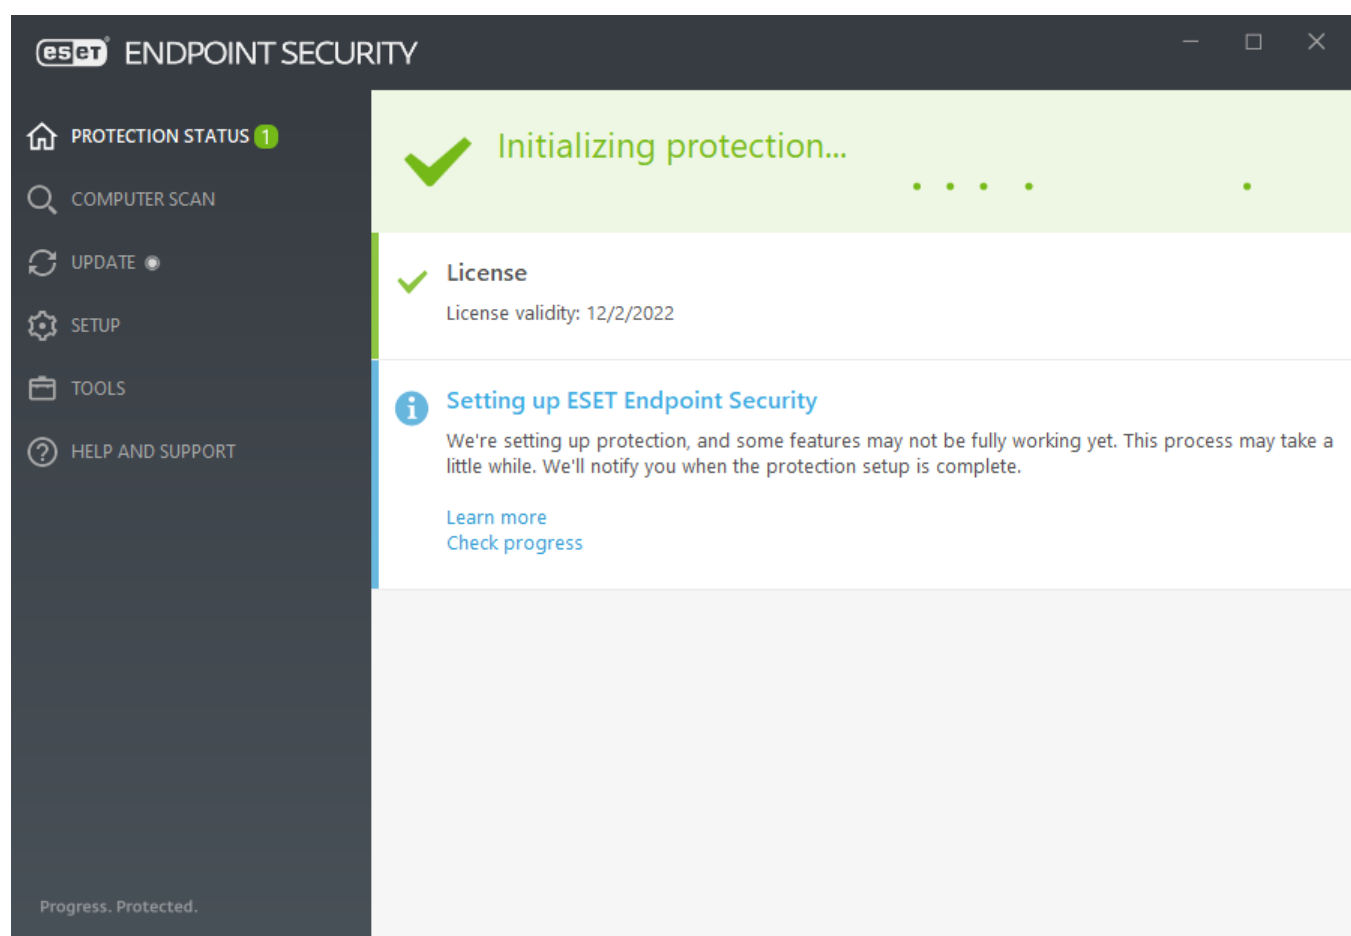 eset ENDPOINT SECURITY
PROTECTION STATUS 1
COMPUTER SCAN
UPDATE
SETUP
TOOLS
HELP AND SUPPORT
Progress. Protected.
Initializing protection...
License
License validity: 12/2/2022
Setting up ESET Endpoint Security
We're setting up protection, and some features may not be fully working yet. This process may take a
little while. We'll notify you when the protection setup is complete.
Learn more
Check progress